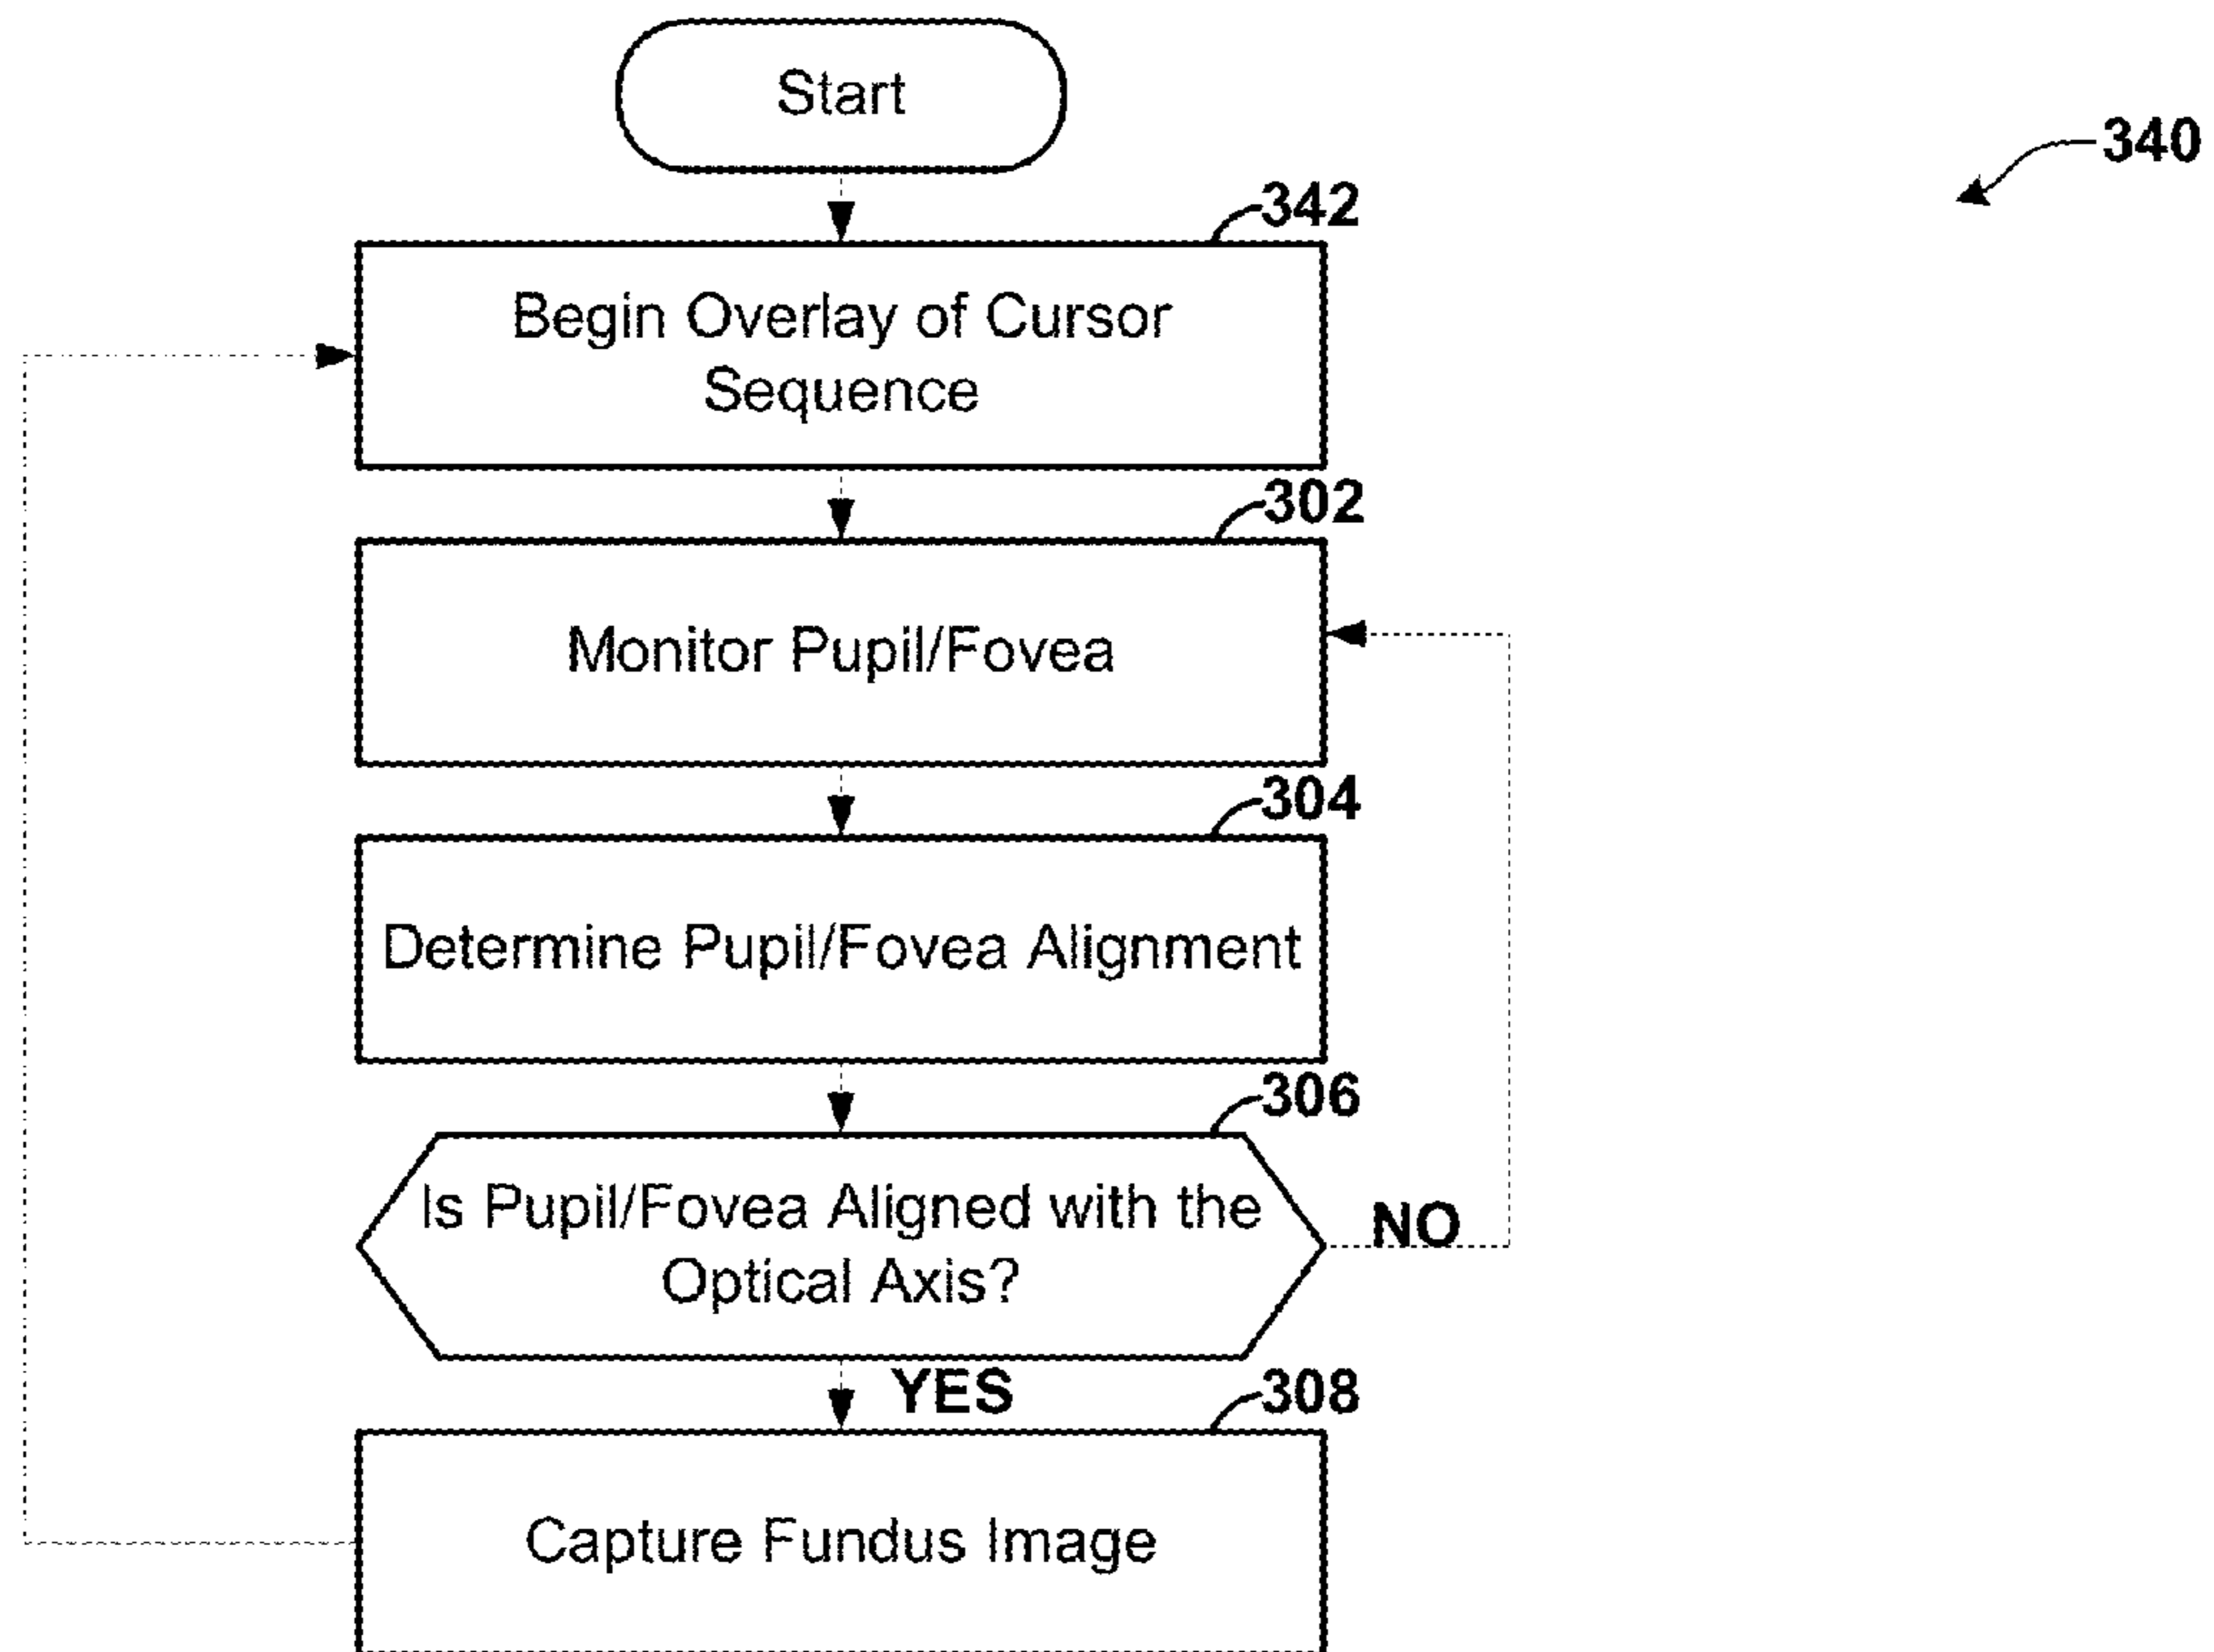 Start
340
342
Begin Overlay of Cursor
Sequence
302
Monitor Pupil/Fovea
304
Determine Pupil/Fovea Alignment
306
Is Pupil/Fovea Aligned with the
Optical Axis?
NO
YES
308
Capture Fundus Image